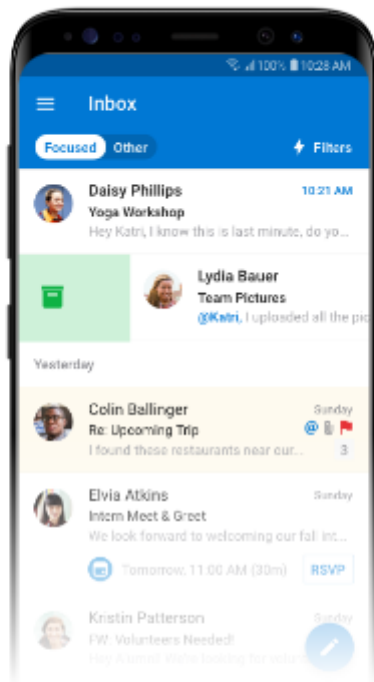 100% 10:28 AM
Inbox
Focused Other Filters
Daisy Phillips 10:21 AM
Yoga Workshop
Hey Katri, I know this is last minute, do yo...
Lydia Bauer
Team Pictures
@Katri, I uploaded all the pic
Yesterday
Colin Ballinger Sunday
Re: Upcoming Trip @
I found these restaurants near our... 3
Elvia Atkins Sunday
Intern Meet & Greet
We look forward to welcoming our fall int...
Tomorrow, 11:00 AM (30m) RSVP
Kristin Patterson Sunday
FW: Volunteers Needed!